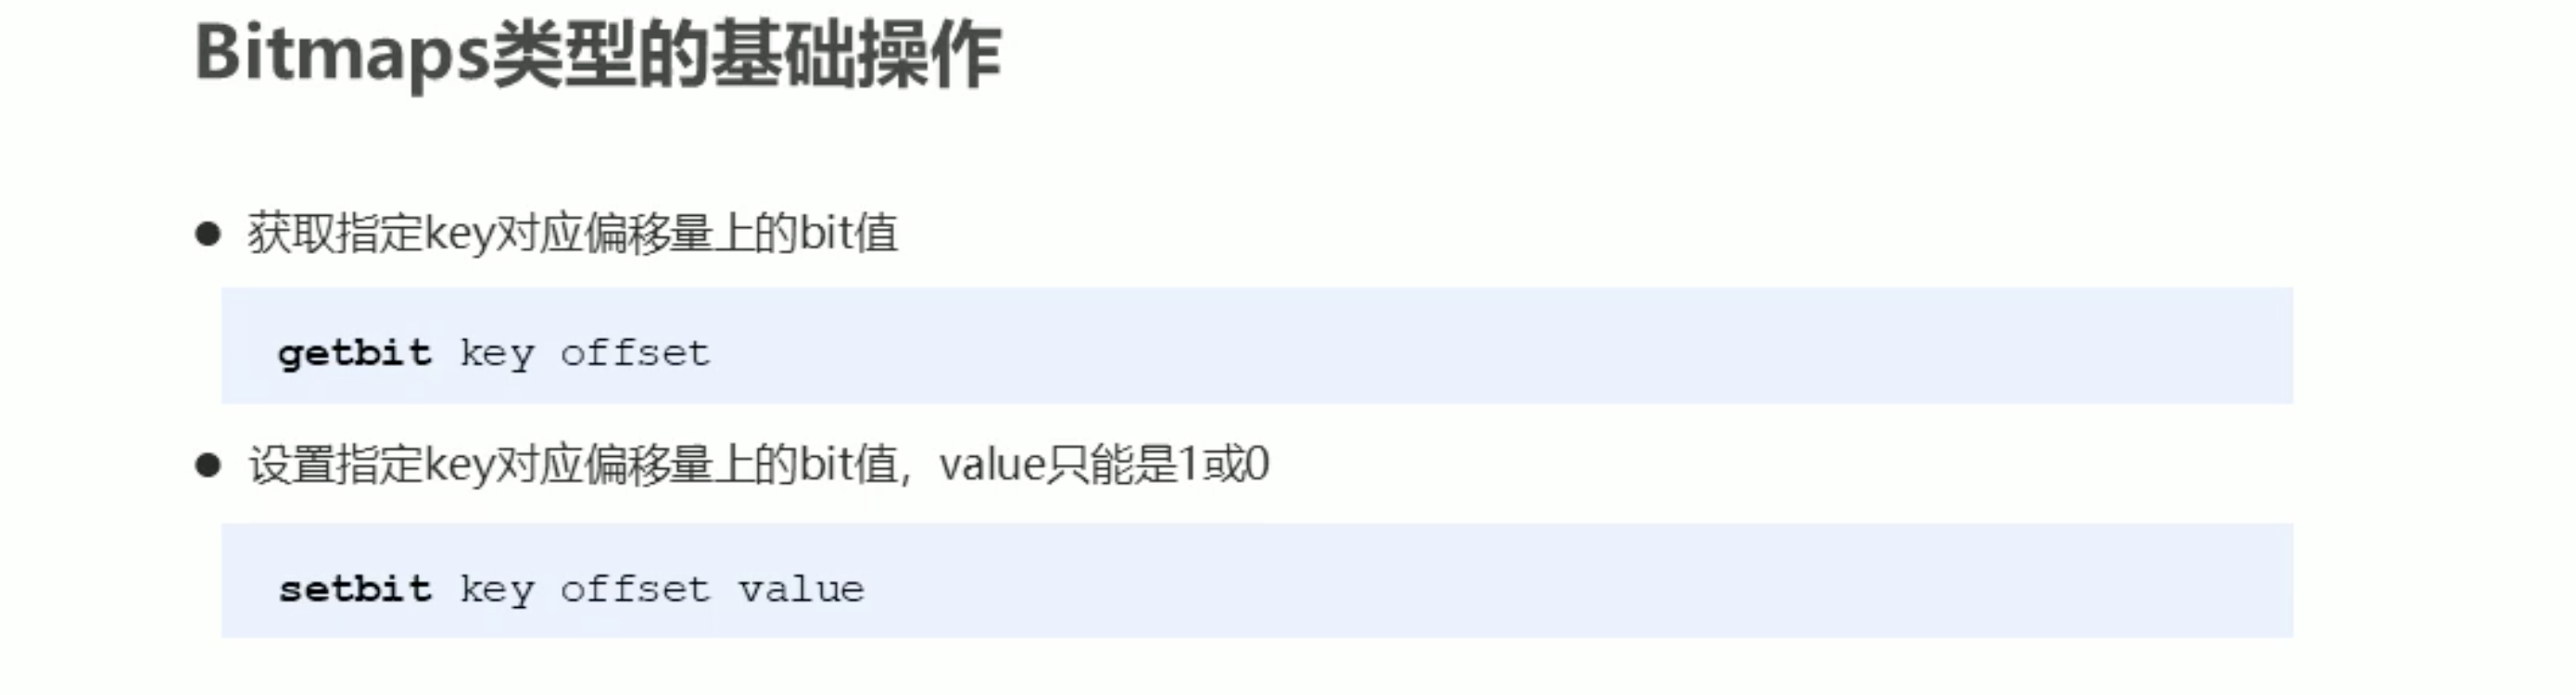 Bitmaps类型的基础操作
● 获取指定key对应偏移量上的bit值
getbit key offset
● 设置指定key对应偏移量上的bit值，value只能是1或0
setbit key offset value